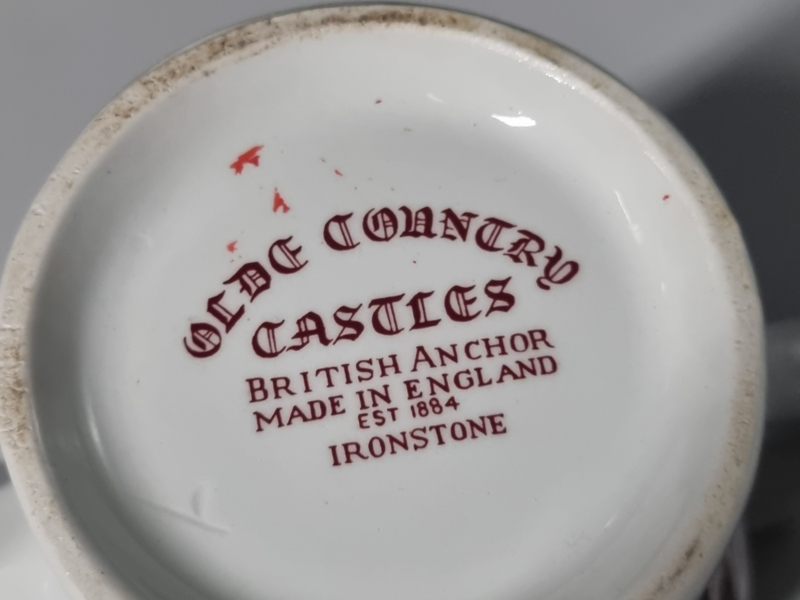 OLDE COUNTRY
CASTLES
BRITISH ANCHOR
MADE IN ENGLAND
EST 1884
IRONSTONE